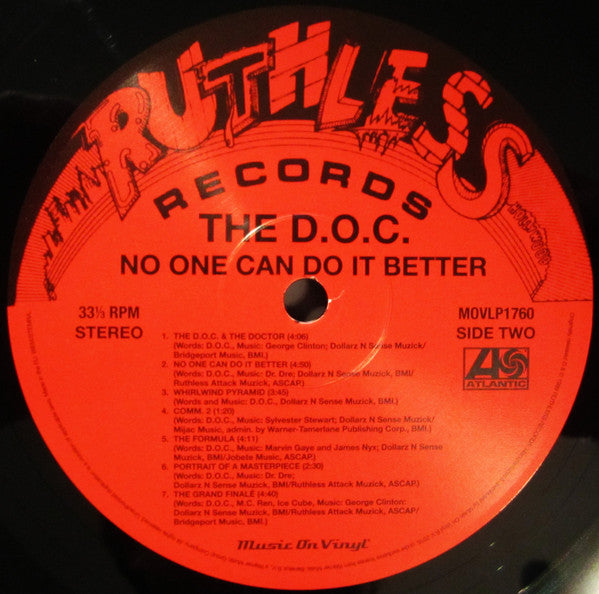 RUTHLESS
RECORDS
THE D.O.C.
NO ONE CAN DO IT BETTER
33⅓ RPM
STEREO
MOVLP1760
SIDE TWO
ATLANTIC
1. THE D.O.C. & THE DOCTOR (4:06)
(Words: D.O.C., Music: George Clinton; Dollarz N Sense Muzick/
Bridgeport Music, BMI.)
2. NO ONE CAN DO IT BETTER (4:50)
(Words: D.O.C., Music: Dr. Dre; Dollarz N Sense Muzick, BMI/
Ruthless Attack Muzick, ASCAP.)
3. WHIRLWIND PYRAMID (3:45)
(Words and Music: D.O.C., Dollarz N Sense Muzick, BMI.)
4. COMM. 2 (1:20)
(Words: D.O.C., Music: Sylvester Stewart; Dollarz N Sense Muzick/
Mijac Music, admin. by Warner-Tamerlane Publishing Corp., BMI.)
5. THE FORMULA (4:11)
(Words: D.O.C., Music: Marvin Gaye and James Nyx; Dollarz N Sense
Muzick, BMI/Jobete Music, ASCAP.)
6. PORTRAIT OF A MASTERPIECE (2:30)
(Words: D.O.C., Music: Dr. Dre;
Dollarz N Sense Muzick, BMI/Ruthless Attack Muzick, ASCAP.)
7. THE GRAND FINALÉ (4:40)
(Words: D.O.C., M.C. Ren, Ice Cube, Music: George Clinton:
Dollarz N Sense Muzick, BMI/Ruthless Attack Muzick, ASCAP/
Bridgeport Music, BMI.)
Music On Vinyl